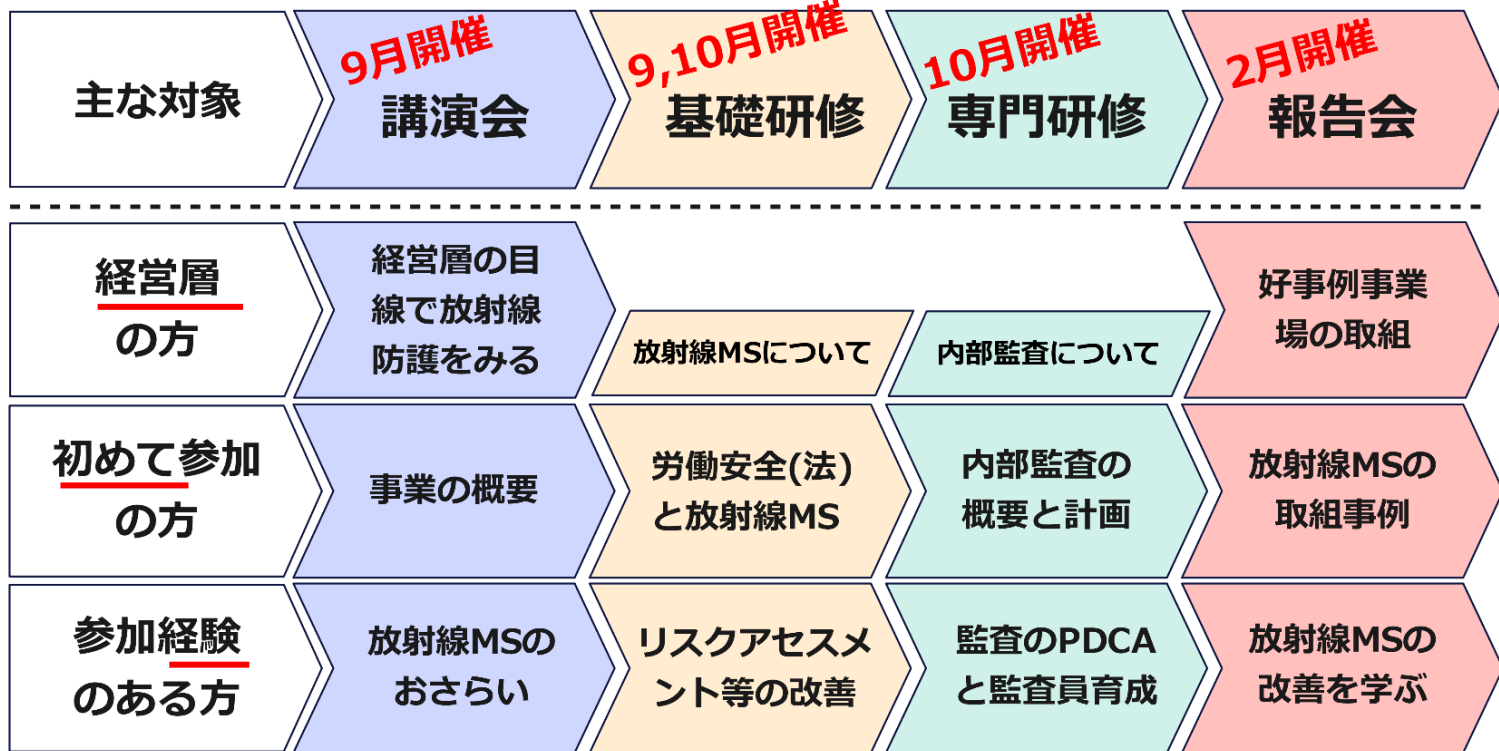 主な対象
9月開催
講演会
9,10月開催
基礎研修
10月開催
専門研修
2月開催
報告会
経営層
の方
経営層の目
線で放射線
防護をみる
放射線MSについて
内部監査について
好事例事業
場の取組
初めて参加
の方
事業の概要
労働安全(法)
と放射線MS
内部監査の
概要と計画
放射線MSの
取組事例
参加経験
のある方
放射線MSの
おさらい
リスクアセスメ
ント等の改善
監査のPDCA
と監査員育成
放射線MSの
改善を学ぶ